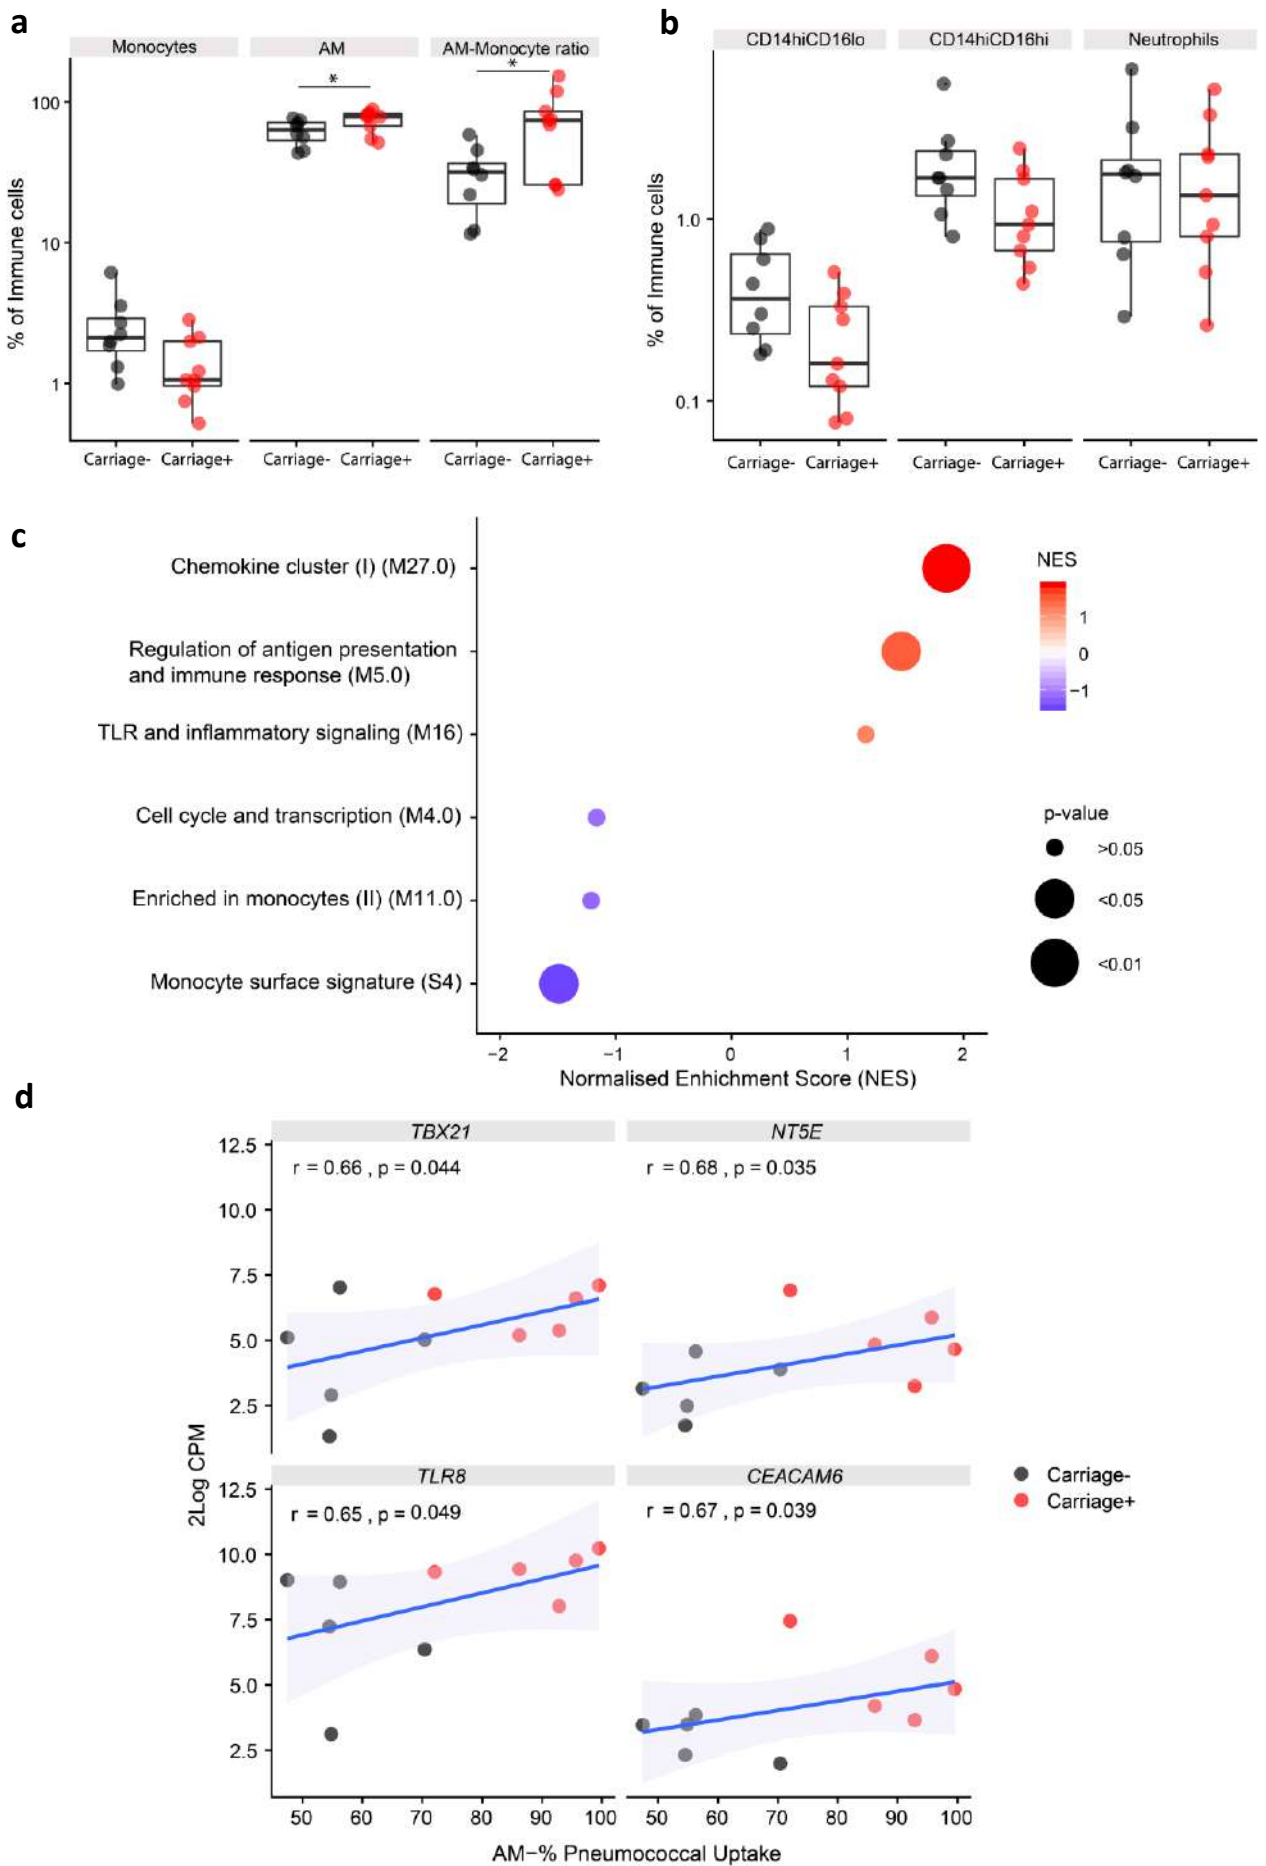 a
Monocytes AM AM-Monocyte ratio
* *
% of Immune cells
100
10
1
Carriage- Carriage+ Carriage- Carriage+ Carriage- Carriage+
b
CD14hiCD16lo CD14hiCD16hi Neutrophils
% of Immune cells
1.0
0.1
Carriage- Carriage+ Carriage- Carriage+ Carriage- Carriage+
c
Chemokine cluster (I) (M27.0)
Regulation of antigen presentation
and immune response (M5.0)
TLR and inflammatory signaling (M16)
Cell cycle and transcription (M4.0)
Enriched in monocytes (II) (M11.0)
Monocyte surface signature (S4)
−2 −1 0 1 2
Normalised Enhichment Score (NES)
NES
1
0
−1
p-value
>0.05
<0.05
<0.01
d
TBX21 NT5E
r = 0.66 , p = 0.044 r = 0.68 , p = 0.035
12.5
10.0
7.5
5.0
2.5
2Log CPM
TLR8 CEACAM6
r = 0.65 , p = 0.049 r = 0.67 , p = 0.039
12.5
10.0
7.5
5.0
2.5
50 60 70 80 90 100 50 60 70 80 90 100
AM−% Pneumococcal Uptake
Carriage-
Carriage+